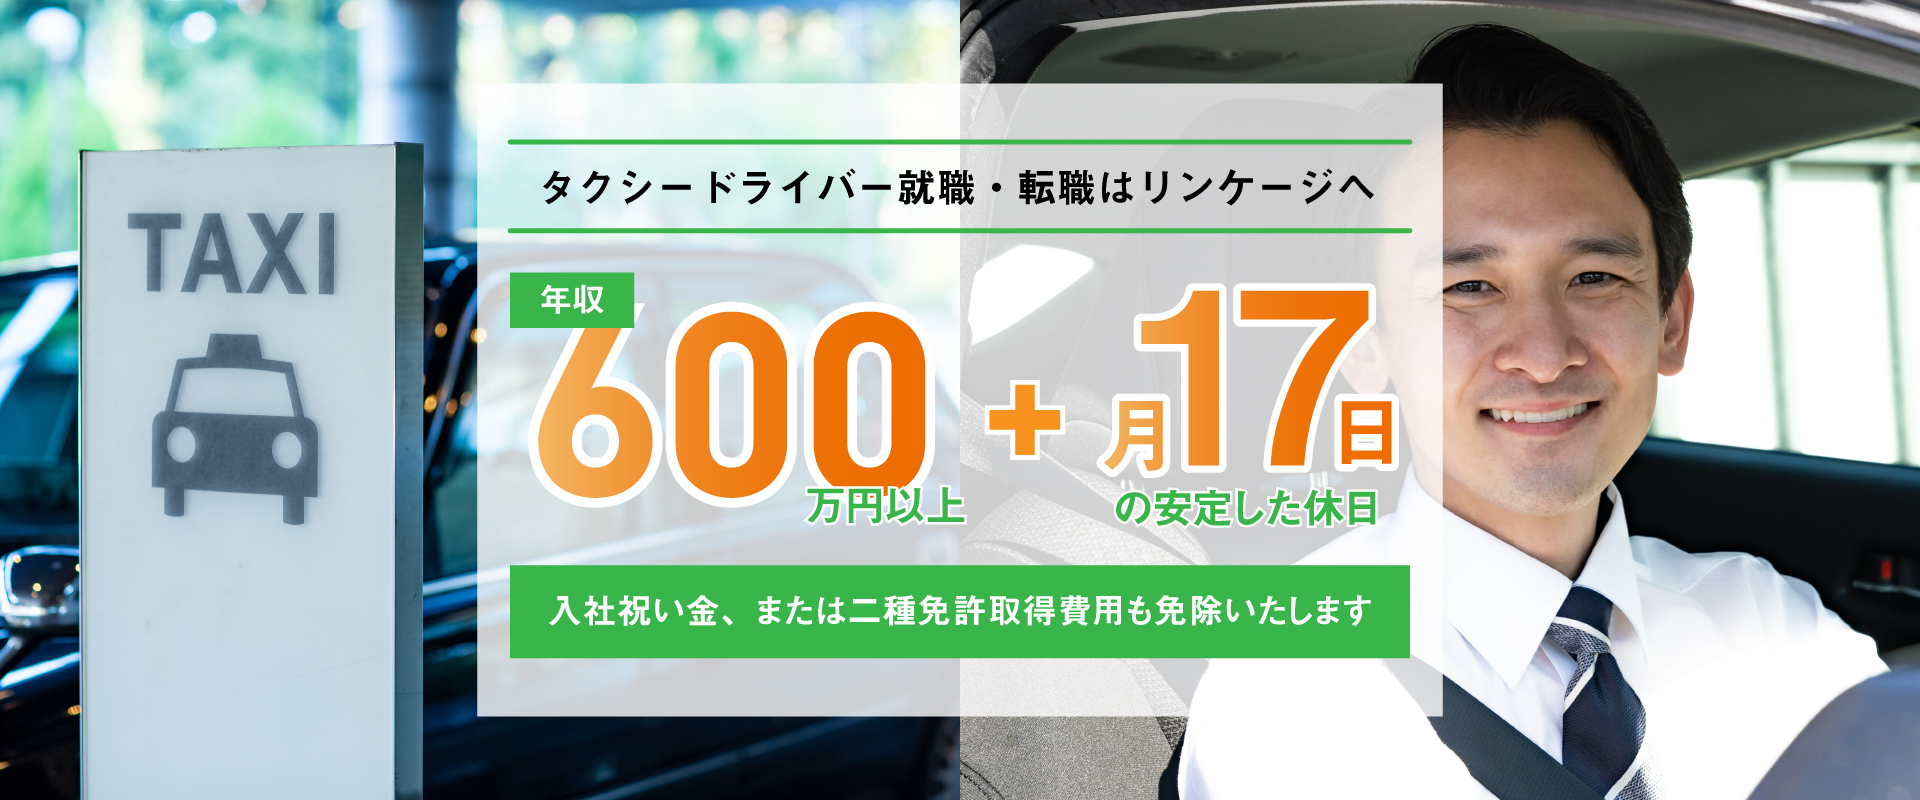 TAXI
タクシードライバー就職・転職はリンケージへ
年収
600
万円以上
+
月17日
の安定した休日
入社祝い金、または二種免許取得費用も免除いたします